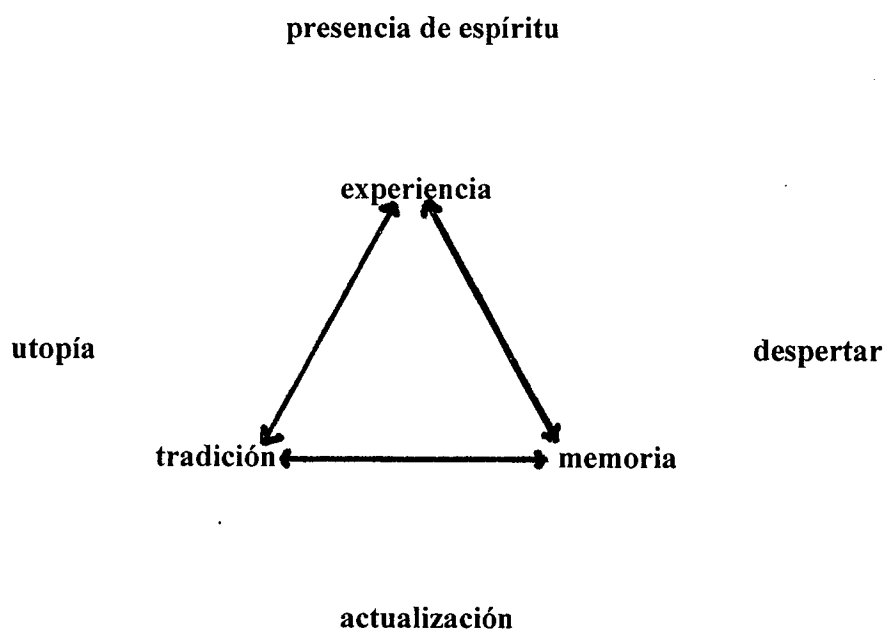 presencia de espíritu
experiencia
utopía
despertar
tradición
memoria
actualización